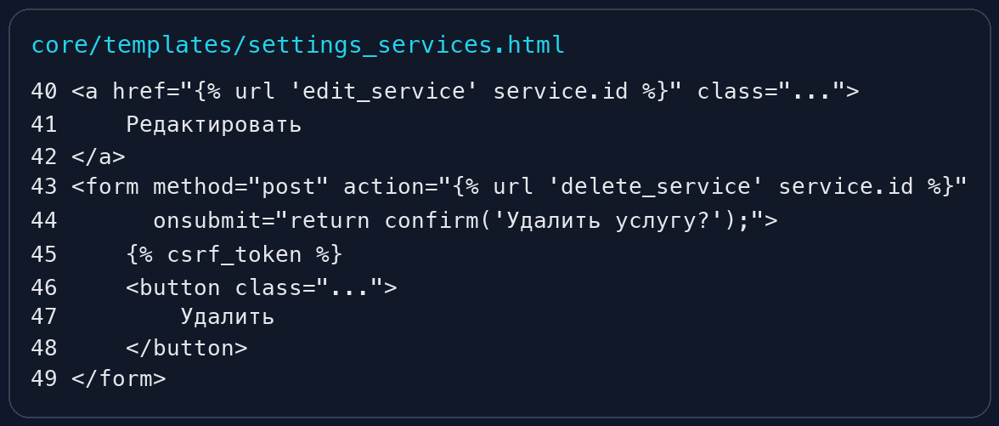 core/templates/settings_services.html
40 <a href="{% url 'edit_service' service.id %}" class="...">
41     Редактировать
42 </a>
43 <form method="post" action="{% url 'delete_service' service.id %}"
44       onsubmit="return confirm('Удалить услугу?');">
45     {% csrf_token %}
46     <button class="...">
47         Удалить
48     </button>
49 </form>